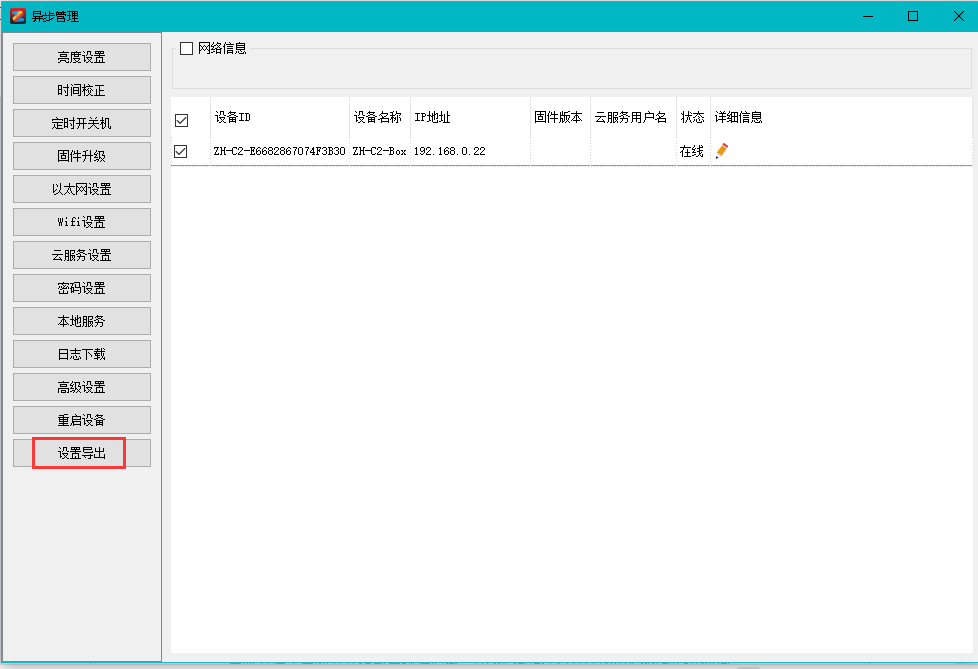 异步管理
亮度设置
时间校正
定时开关机
固件升级
以太网设置
Wifi设置
云服务设置
密码设置
本地服务
日志下载
高级设置
重启设备
设置导出
网络信息
设备ID 设备名称 IP地址 固件版本 云服务用户名 状态 详细信息
ZH-C2-E6682867074F3B30 ZH-C2-Box 192.168.0.22 在线